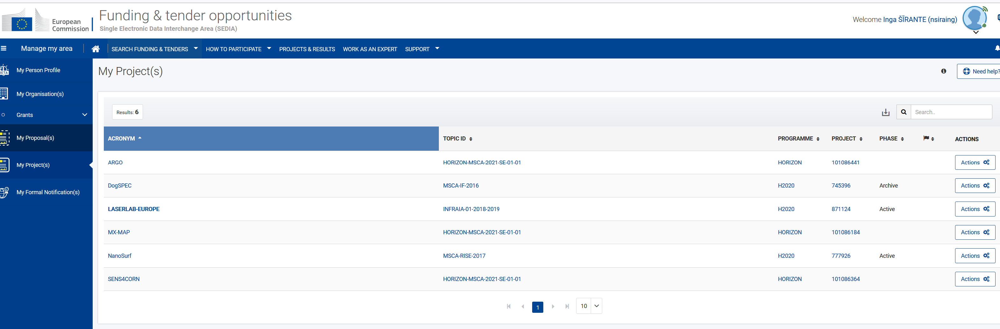 European
Commission
Funding & tender opportunities
Single Electronic Data Interchange Area (SEDIA)
Welcome Inga ŠĪRANTE (nsiraing)
Manage my area
SEARCH FUNDING & TENDERS
HOW TO PARTICIPATE
PROJECTS & RESULTS
WORK AS AN EXPERT
SUPPORT
BETA
My Person Profile
My Organisation(s)
Grants
My Proposal(s)
My Project(s)
My Formal Notification(s)
My Project(s)
Need help?
Results: 6
Search..
ACRONYM TOPIC ID PROGRAMME PROJECT PHASE ACTIONS
ARGO HORIZON-MSCA-2021-SE-01-01 HORIZON 101086441 Actions
DogSPEC MSCA-IF-2016 H2020 745396 Archive Actions
LASERLAB-EUROPE INFRAIA-01-2018-2019 H2020 871124 Active Actions
MX-MAP HORIZON-MSCA-2021-SE-01-01 HORIZON 101086184 Actions
NanoSurf MSCA-RISE-2017 H2020 777926 Active Actions
SENS4CORN HORIZON-MSCA-2021-SE-01-01 HORIZON 101086364 Actions
1 10